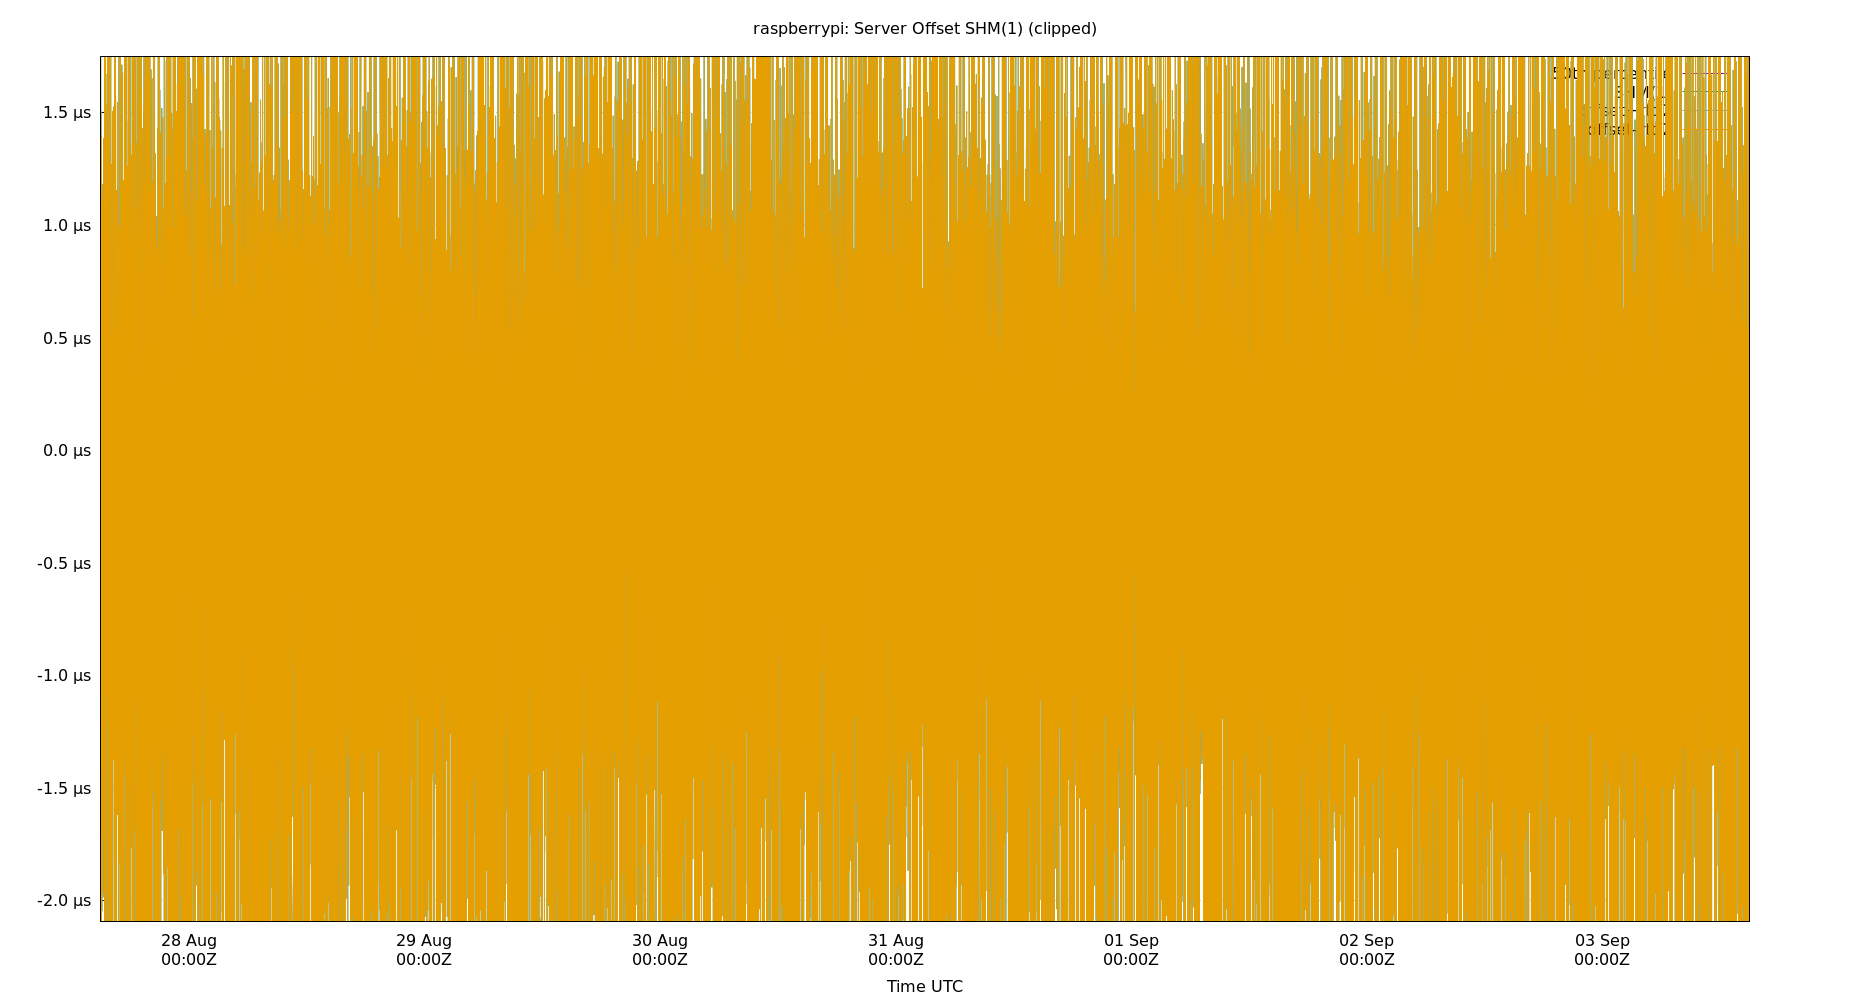 raspberrypi: Server Offset SHM(1) (clipped)
1.5 µs
1.0 µs
0.5 µs
0.0 µs
-0.5 µs
-1.0 µs
-1.5 µs
-2.0 µs
28 Aug
00:00Z
29 Aug
00:00Z
30 Aug
00:00Z
31 Aug
00:00Z
01 Sep
00:00Z
02 Sep
00:00Z
03 Sep
00:00Z
Time UTC